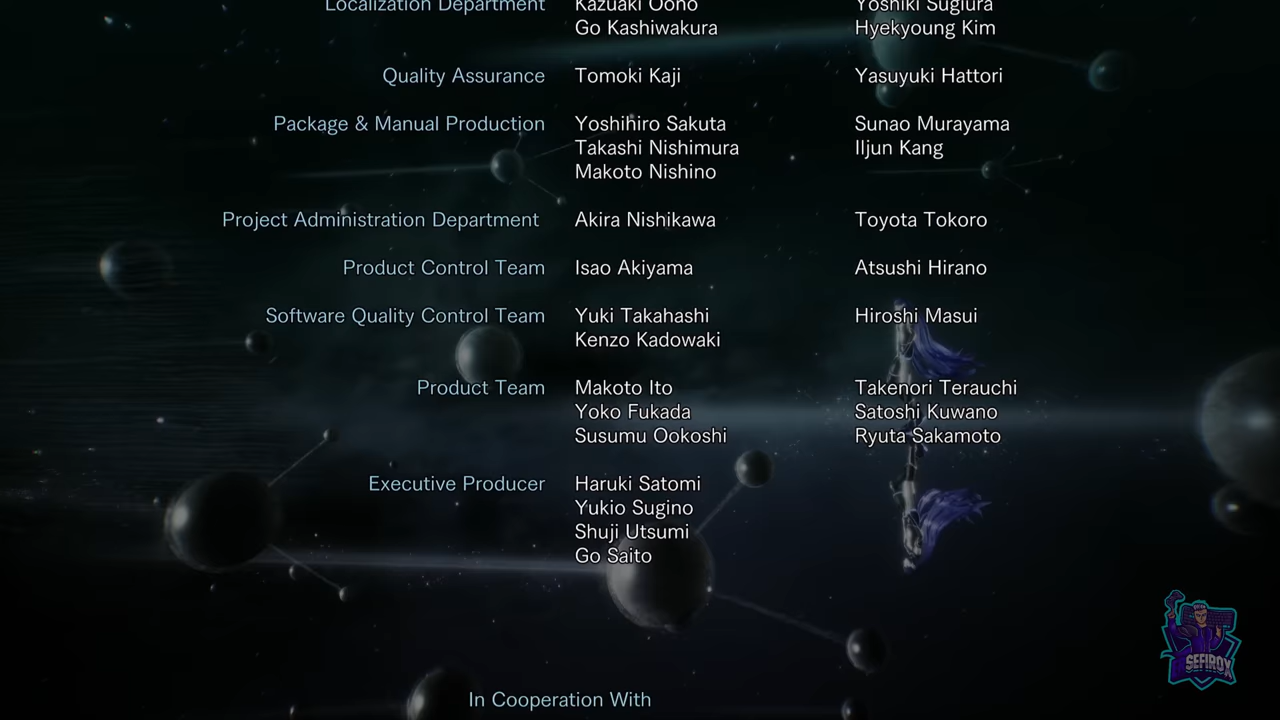 Localization Department Kazuaki Oono Yoshiki Sugiura
Go Kashiwakura Hyekyoung Kim
Quality Assurance Tomoki Kaji Yasuyuki Hattori
Package & Manual Production Yoshihiro Sakuta Sunao Murayama
Takashi Nishimura Iljun Kang
Makoto Nishino
Project Administration Department Akira Nishikawa Toyota Tokoro
Product Control Team Isao Akiyama Atsushi Hirano
Software Quality Control Team Yuki Takahashi Hiroshi Masui
Kenzo Kadowaki
Product Team Makoto Ito Takenori Terauchi
Yoko Fukada Satoshi Kuwano
Susumu Ookoshi Ryuta Sakamoto
Executive Producer Haruki Satomi
Yukio Sugino
Shuji Utsumi
Go Saito
SEFIROX
In Cooperation With